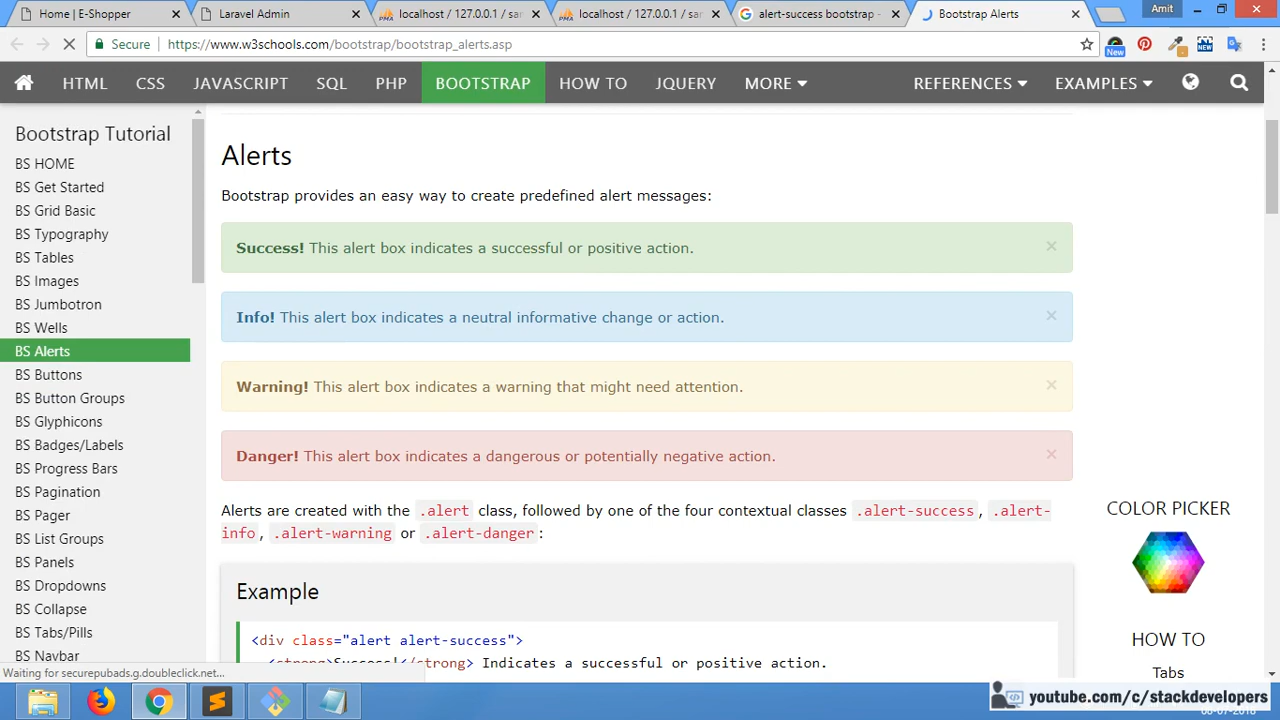 Home | E-Shopper
Laravel Admin
localhost / 127.0.0.1 / sar
localhost / 127.0.0.1 / sar
alert-success bootstrap -
Bootstrap Alerts
Amit
Secure
https://www.w3schools.com/bootstrap/bootstrap_alerts.asp
New
NEW
HTML
CSS
JAVASCRIPT
SQL
PHP
BOOTSTRAP
HOW TO
JQUERY
MORE
REFERENCES
EXAMPLES
Bootstrap Tutorial
BS HOME
BS Get Started
BS Grid Basic
BS Typography
BS Tables
BS Images
BS Jumbotron
BS Wells
BS Alerts
BS Buttons
BS Button Groups
BS Glyphicons
BS Badges/Labels
BS Progress Bars
BS Pagination
BS Pager
BS List Groups
BS Panels
BS Dropdowns
BS Collapse
BS Tabs/Pills
BS Navbar
Alerts
Bootstrap provides an easy way to create predefined alert messages:
Success! This alert box indicates a successful or positive action.
×
Info! This alert box indicates a neutral informative change or action.
×
Warning! This alert box indicates a warning that might need attention.
×
Danger! This alert box indicates a dangerous or potentially negative action.
×
Alerts are created with the .alert class, followed by one of the four contextual classes .alert-success, .alert-
info, .alert-warning or .alert-danger:
Example
<div class="alert alert-success">
<strong>Success!</strong> Indicates a successful or positive action.
COLOR PICKER
HOW TO
Tabs
Waiting for securepubads.g.doubleclick.net...
youtube.com/c/stackdevelopers